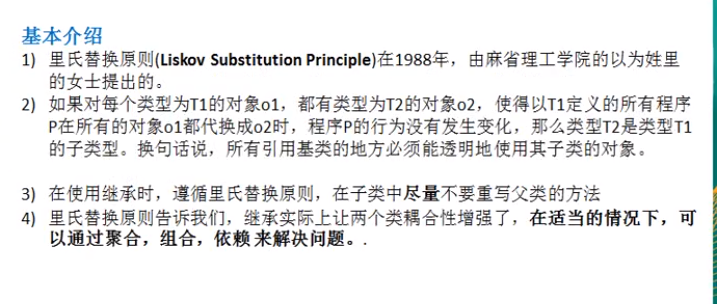 基本介绍
1) 里氏替换原则(Liskov Substitution Principle)在1988年，由麻省理工学院的以为姓里
的女士提出的。
2) 如果对每个类型为T1的对象o1，都有类型为T2的对象o2，使得以T1定义的所有程序
P在所有的对象o1都代换成o2时，程序P的行为没有发生变化，那么类型T2是类型T1
的子类型。换句话说，所有引用基类的地方必须能透明地使用其子类的对象。
3) 在使用继承时，遵循里氏替换原则，在子类中尽量不要重写父类的方法
4) 里氏替换原则告诉我们，继承实际上让两个类耦合性增强了，在适当的情况下，可
以通过聚合，组合，依赖 来解决问题。.